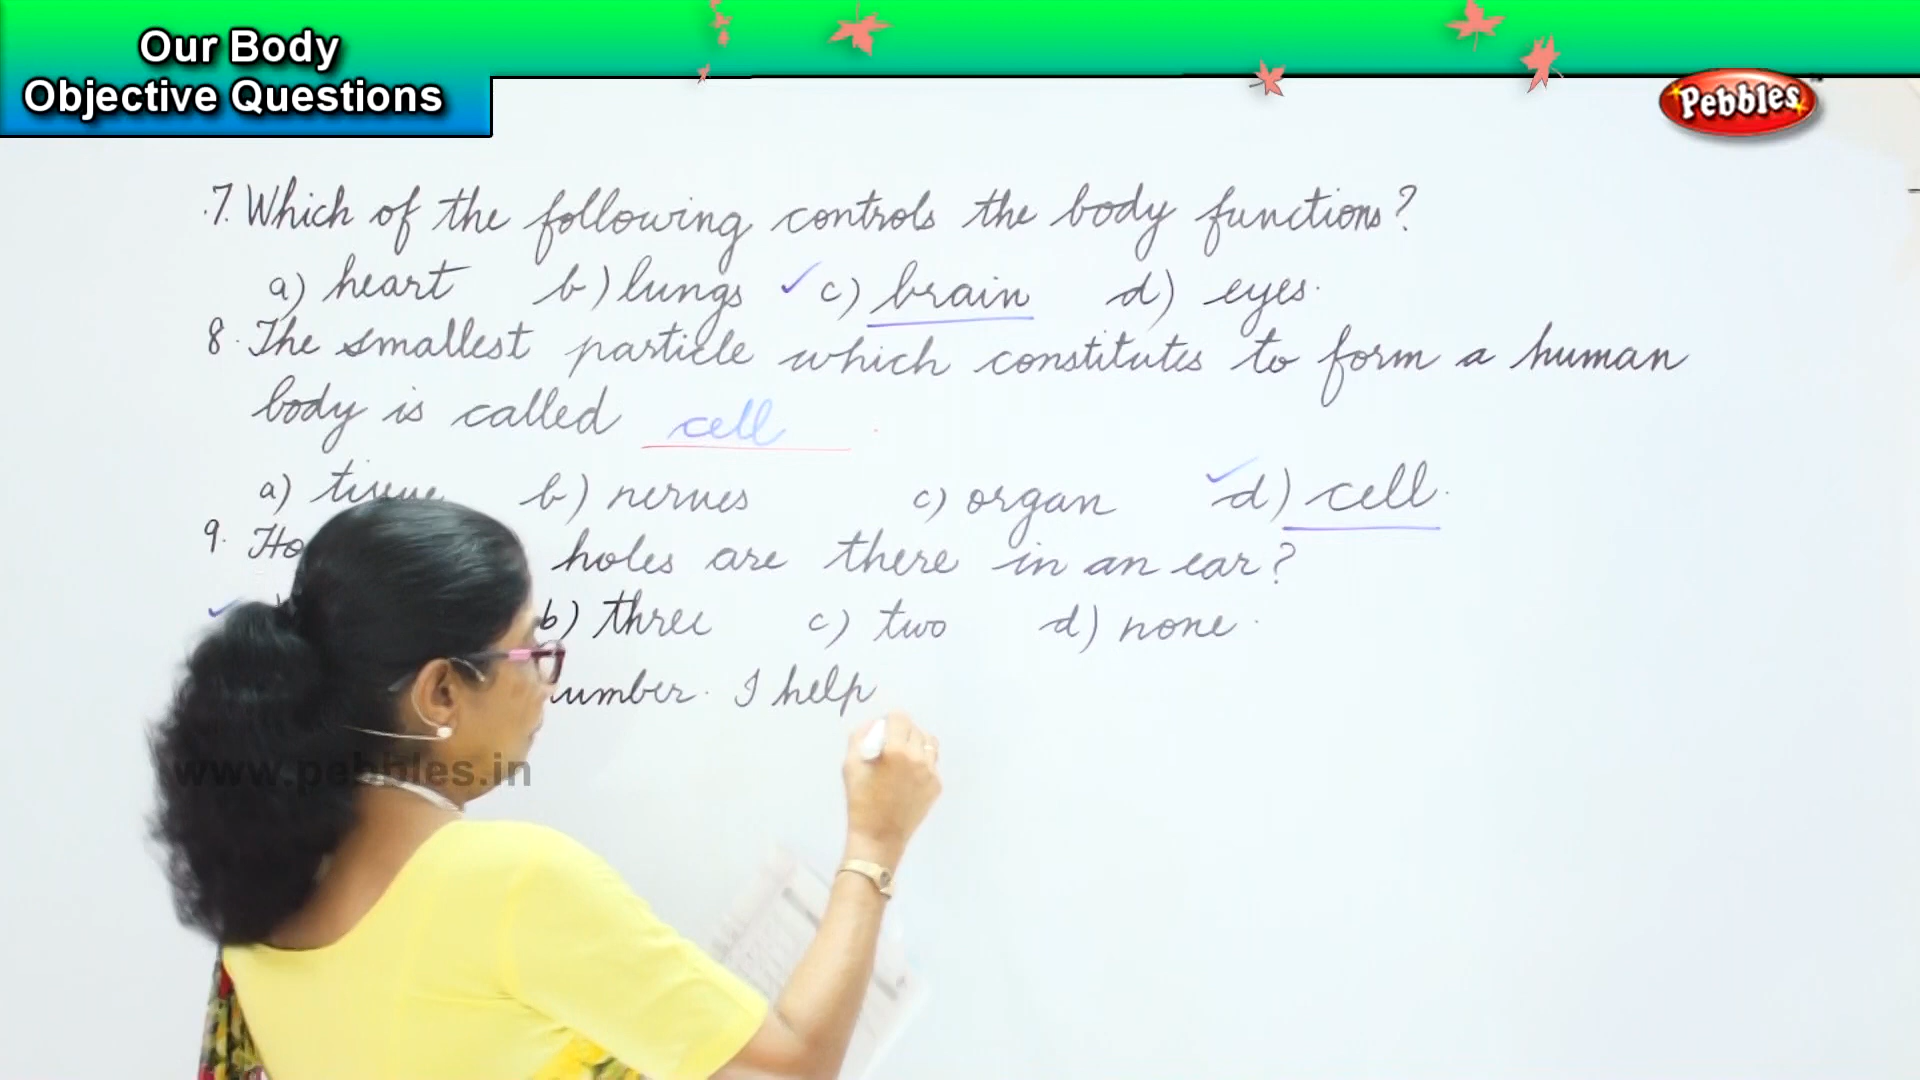 Our Body
Objective Questions
Pebbles
7. Which of the following controls the body functions?
a) heart b) lungs ✓ c) brain d) eyes.
8. The smallest particle which constitutes to form a human
body is called cell .
a) tissue b) nerves c) organ ✓ d) cell.
9. holes are there in an ear?
✓ b) three c) two d) none.
I help
www.pebbles.in